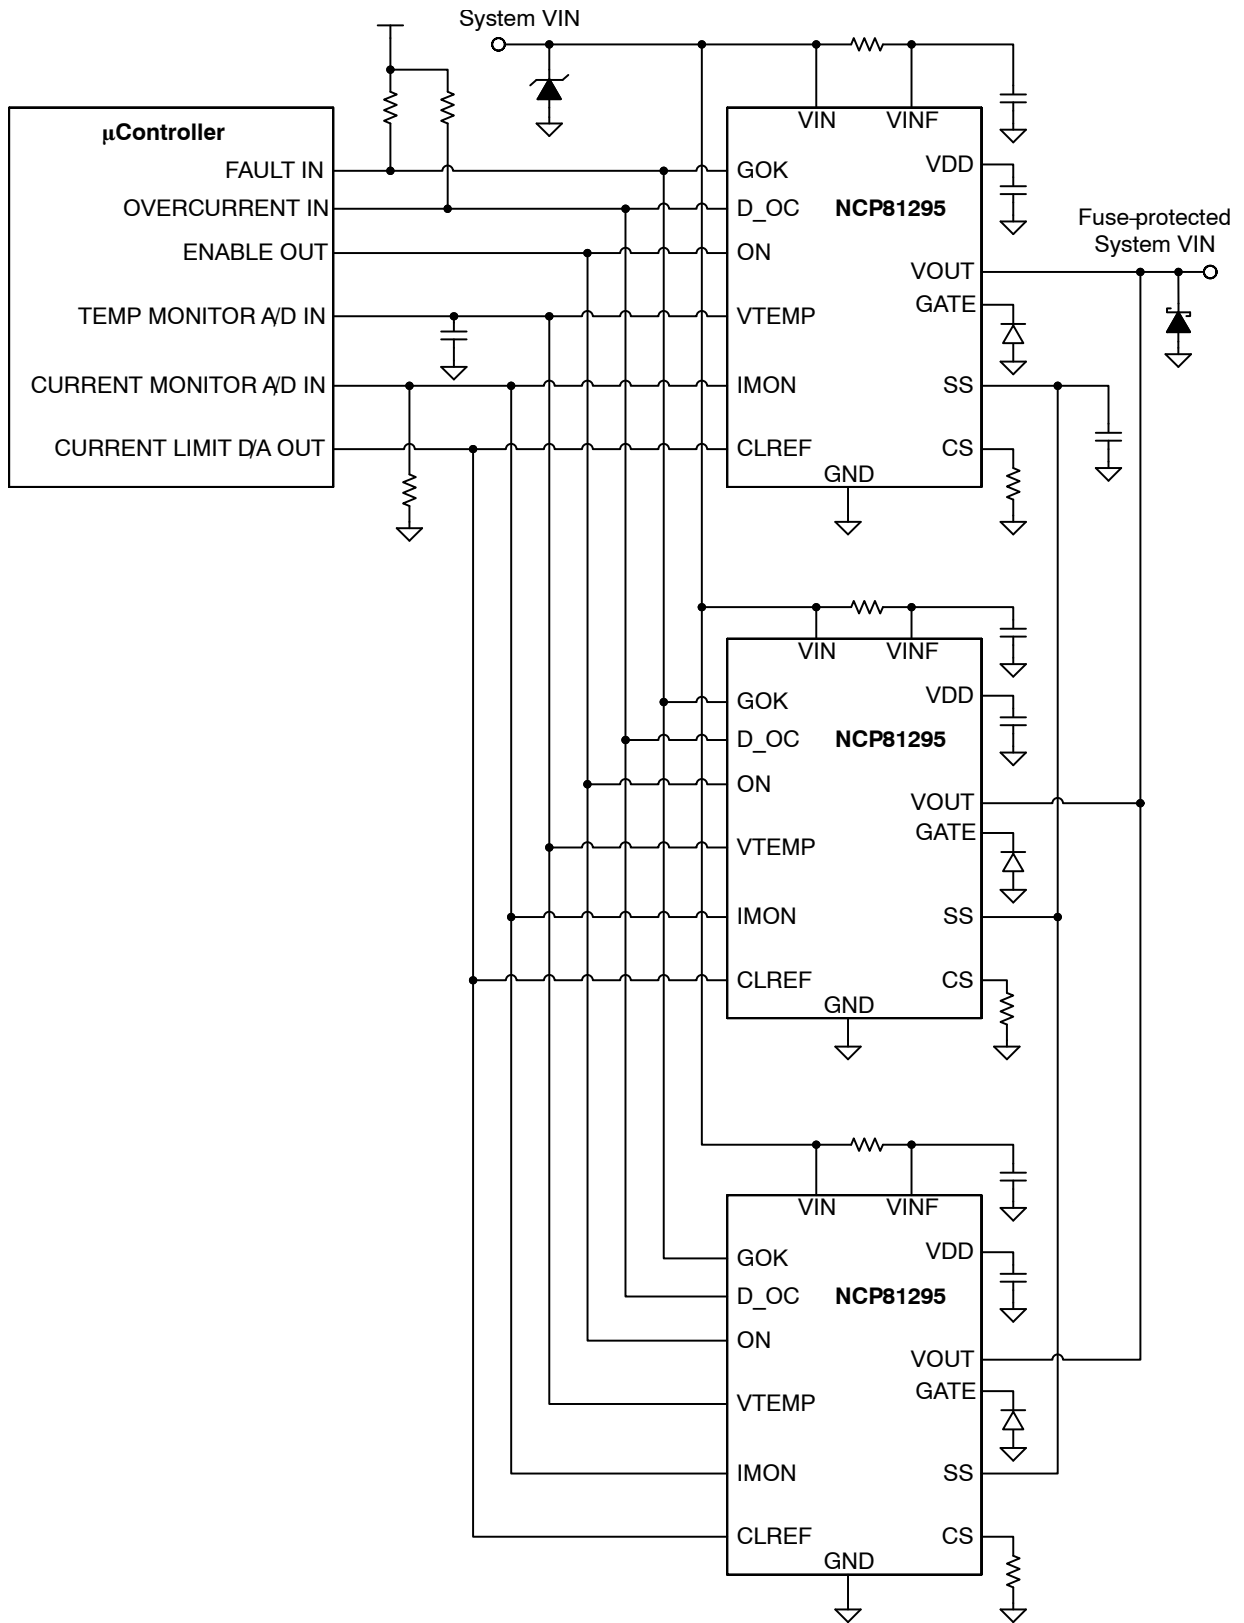 System VIN
μController
FAULT IN
OVERCURRENT IN
ENABLE OUT
TEMP MONITOR A/D IN
CURRENT MONITOR A/D IN
CURRENT LIMIT D/A OUT
VIN VINF
GOK VDD
D_OC NCP81295
ON
VOUT
GATE
VTEMP
IMON SS
CLREF CS
GND
Fuse-protected
System VIN
VIN VINF
GOK VDD
D_OC NCP81295
ON
VOUT
GATE
VTEMP
IMON SS
CLREF CS
GND
VIN VINF
GOK VDD
D_OC NCP81295
ON
VOUT
GATE
VTEMP
IMON SS
CLREF CS
GND